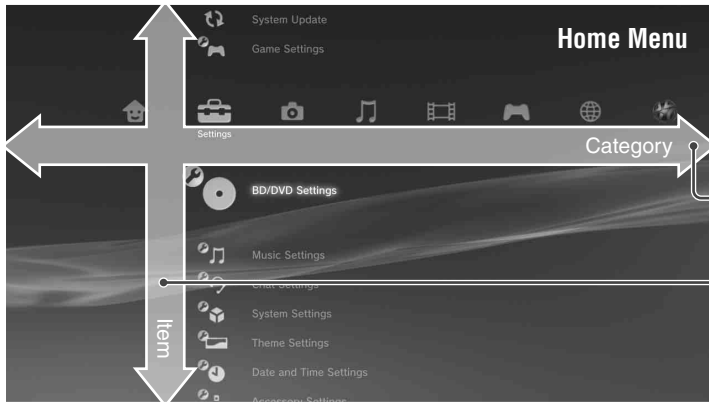 System Update
Home Menu
Game Settings
Settings
Category
BD/DVD Settings
Music Settings
Chat Settings
System Settings
Item
Theme Settings
Date and Time Settings
Accessory Settings